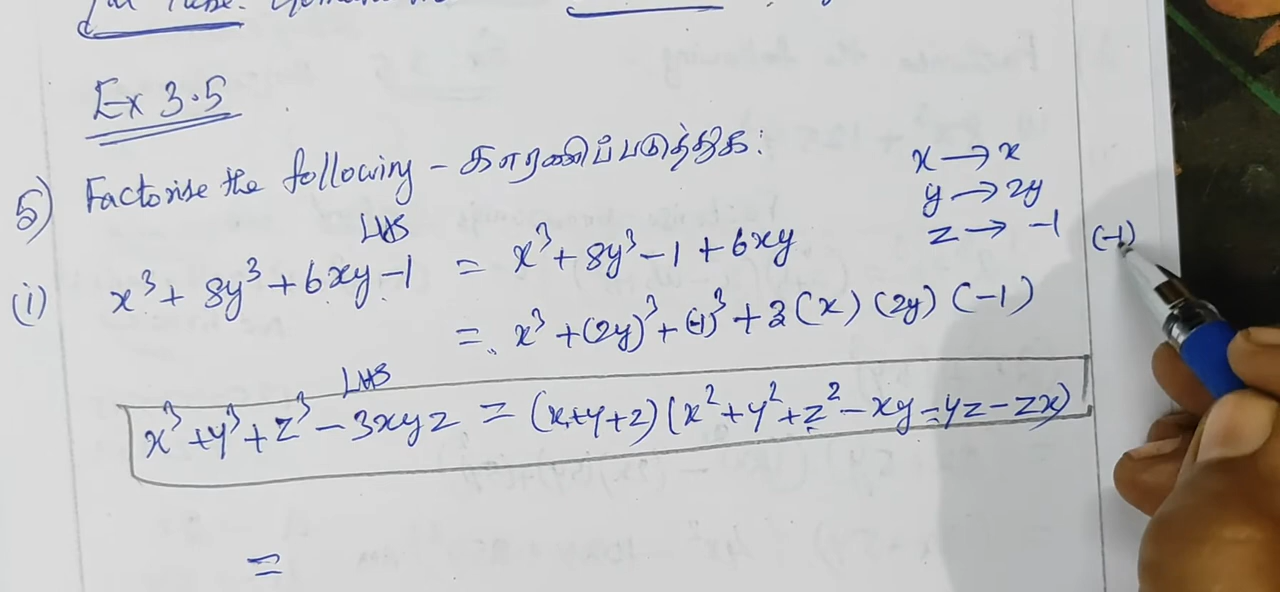 Ex 3.5
5) Factorise the following - காரணிப்படுத்துக:
x → x
y → 2y
z → -1 (-1)
LHS
(i) x³ + 8y³ + 6xy - 1 = x³ + 8y³ - 1 + 6xy
= x³ + (2y)³ + (-1)³ + 3 (x) (2y) (-1)
LHS
x³ + y³ + z³ - 3xyz = (x+y+z) (x² + y² + z² - xy - yz - zx)
=